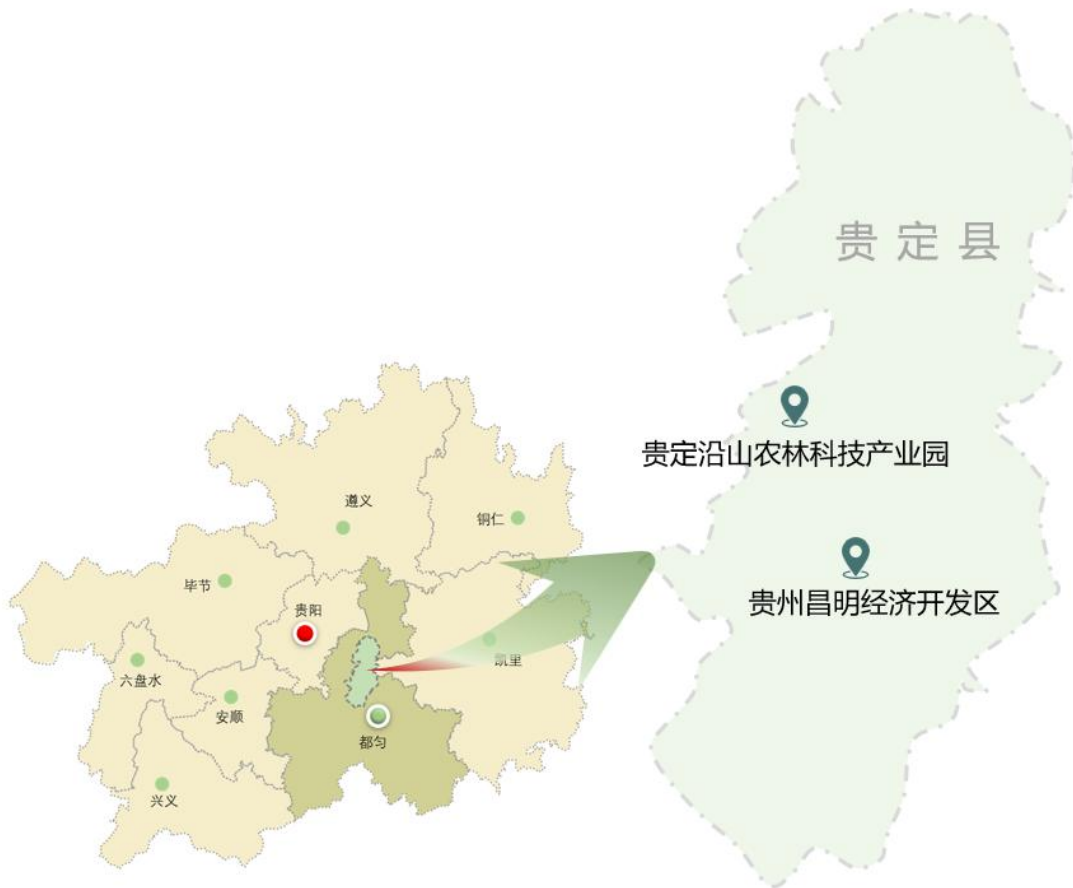 贵定县
贵定沿山农林科技产业园
贵州昌明经济开发区
遵义
铜仁
毕节
贵阳
凯里
六盘水
安顺
都匀
兴义